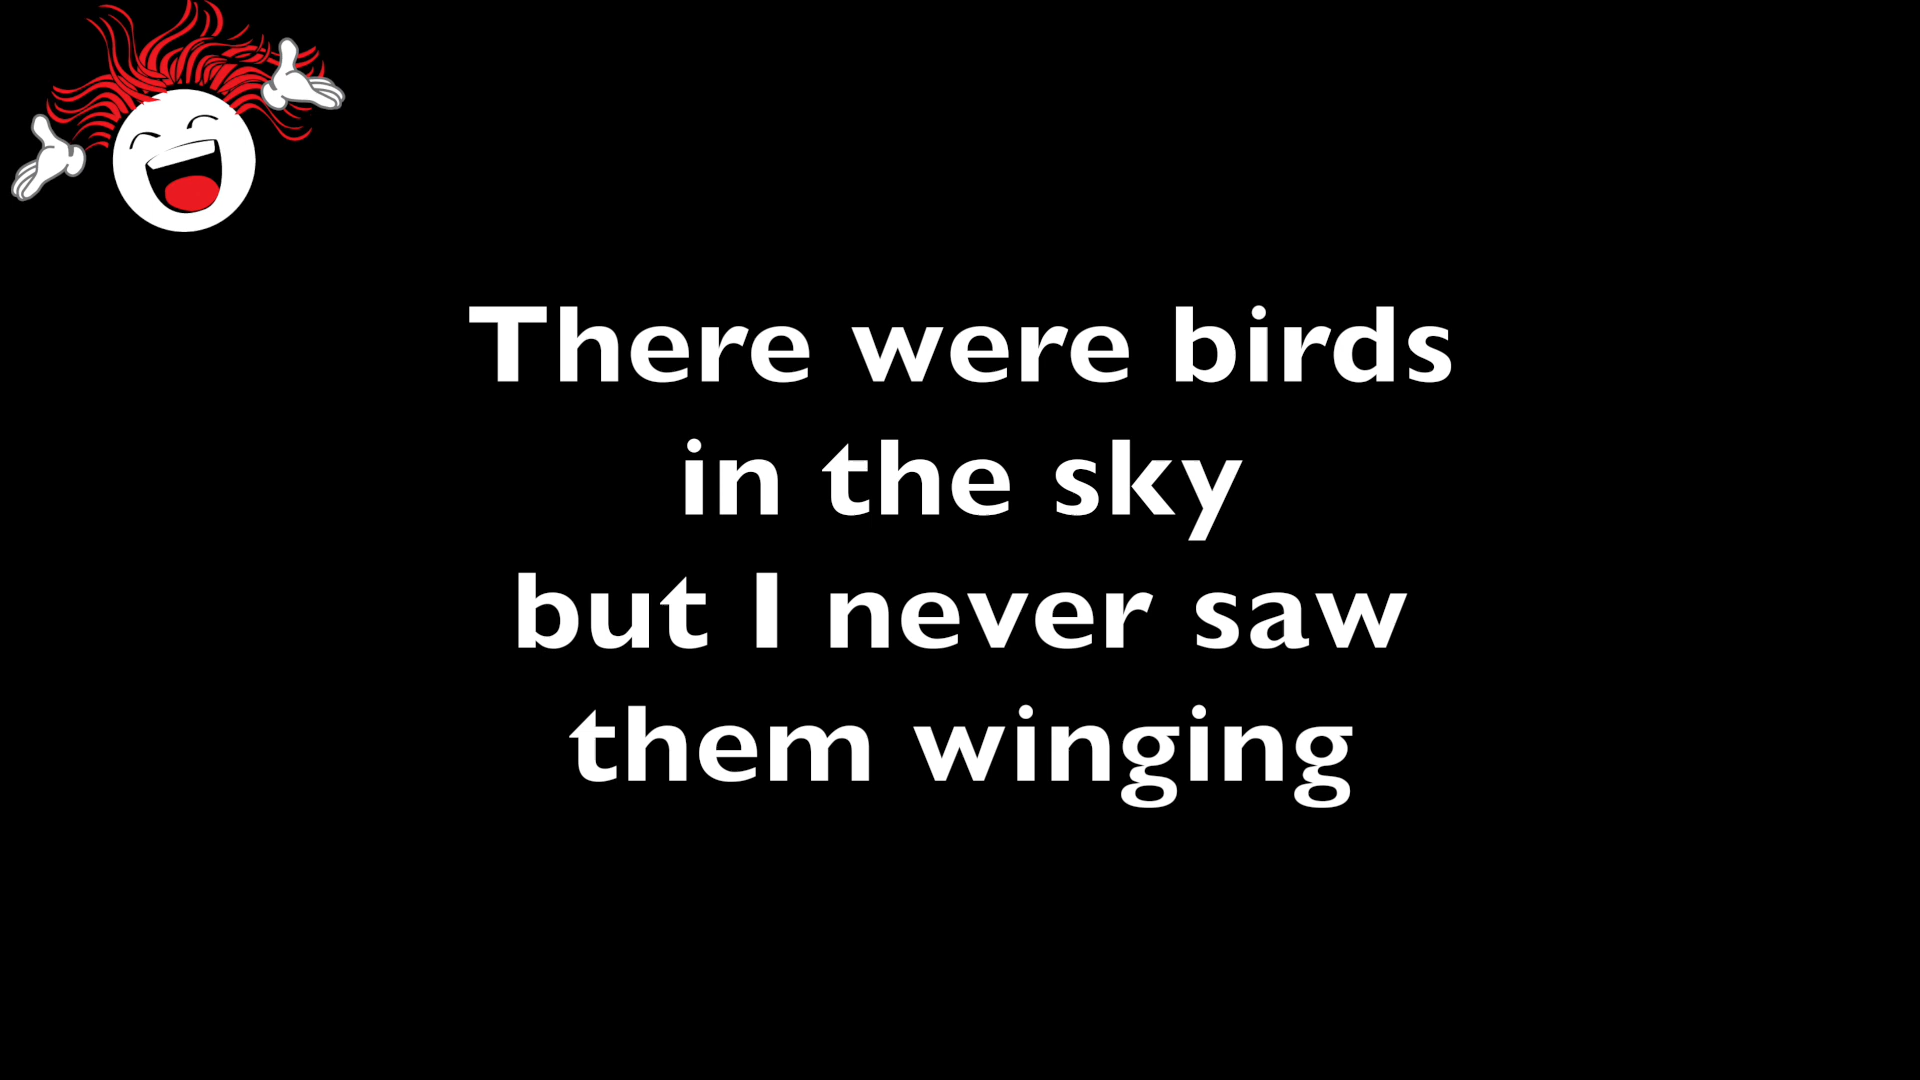 There were birds
in the sky
but I never saw
them winging